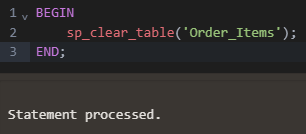 1 BEGIN
2     sp_clear_table('Order_Items');
3 END;
Statement processed.